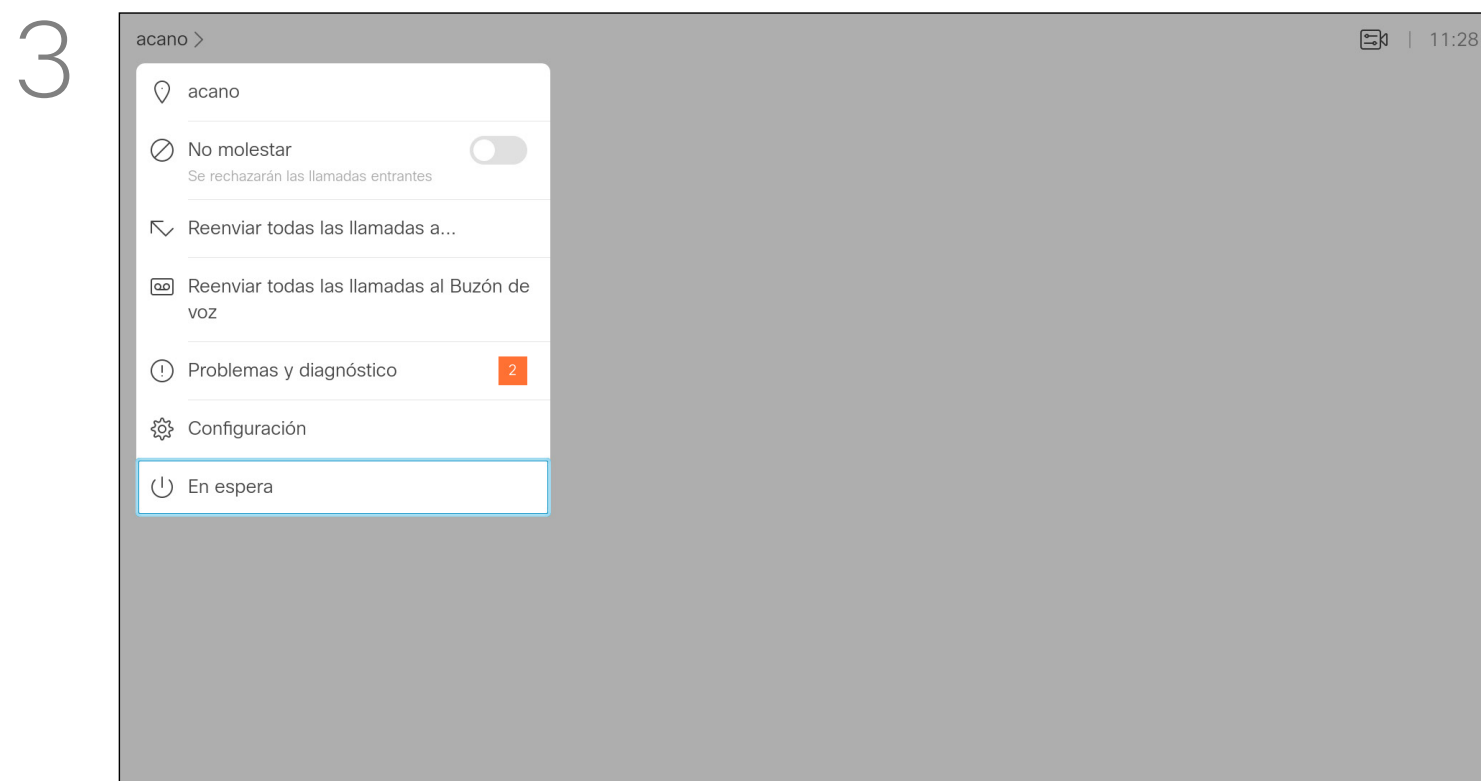 3
acano >
11:28
acano
No molestar
Se rechazarán las llamadas entrantes
Reenviar todas las llamadas a...
Reenviar todas las llamadas al Buzón de
voz
Problemas y diagnóstico
2
Configuración
En espera